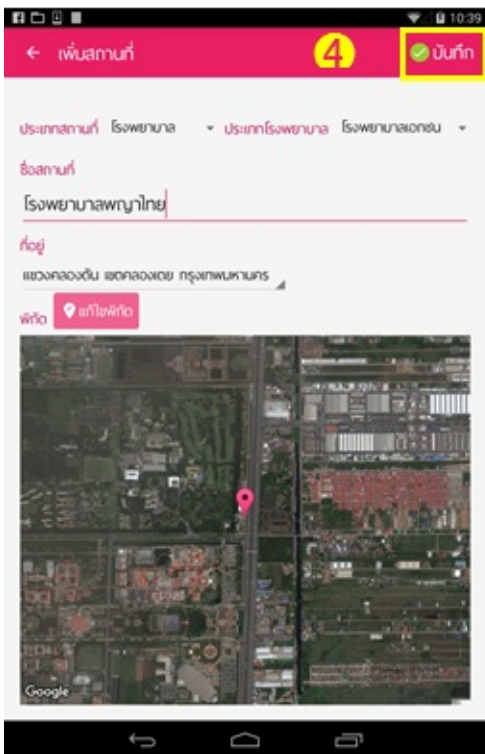 10:39
เพิ่มสถานที่
4
บันทึก
ประเภทสถานที่ โรงพยาบาล ประเภทโรงพยาบาล โรงพยาบาลเอกชน
ชื่อสถานที่
โรงพยาบาลพญาไทย
ที่อยู่
แขวงคลองตัน เขตคลองเตย กรุงเทพมหานคร
พิกัด แก้ไขพิกัด
Google